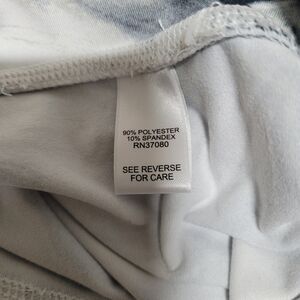 90% POLYESTER
10% SPANDEX
RN37080
SEE REVERSE
FOR CARE